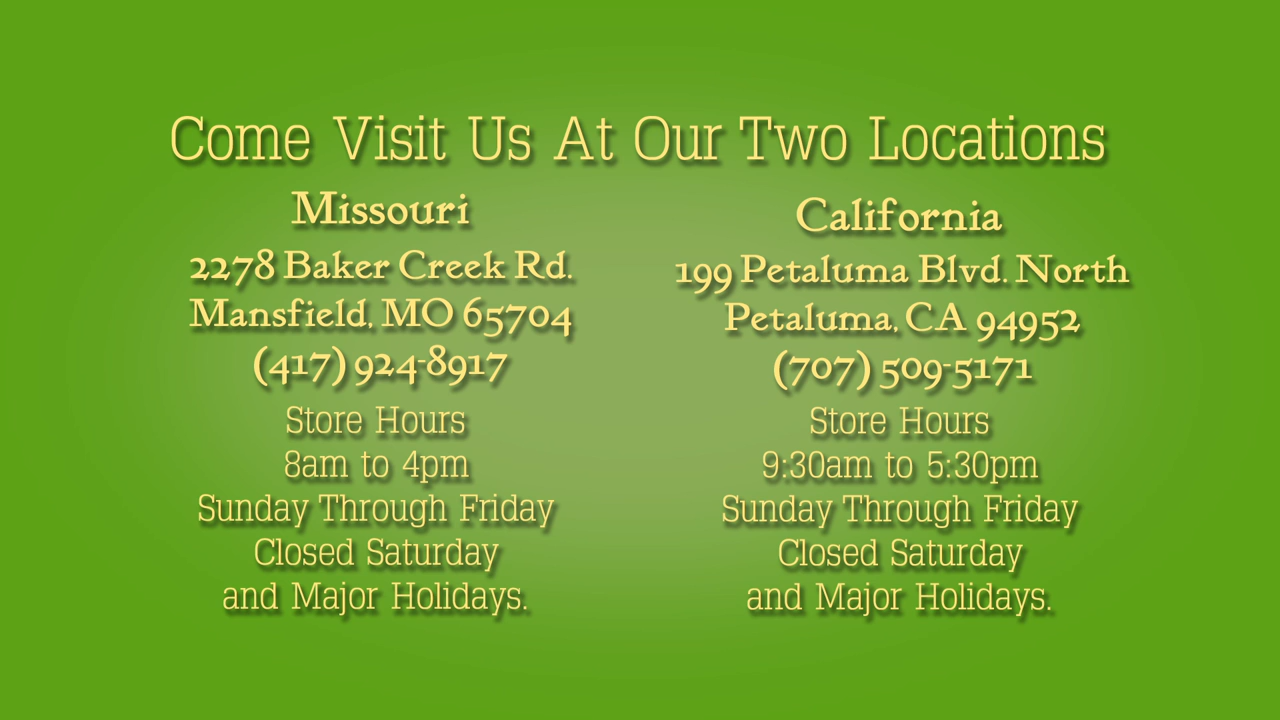 Come Visit Us At Our Two Locations
Missouri
2278 Baker Creek Rd.
Mansfield, MO 65704
(417) 924-8917
Store Hours
8am to 4pm
Sunday Through Friday
Closed Saturday
and Major Holidays.
California
199 Petaluma Blvd. North
Petaluma, CA 94952
(707) 509-5171
Store Hours
9:30am to 5:30pm
Sunday Through Friday
Closed Saturday
and Major Holidays.